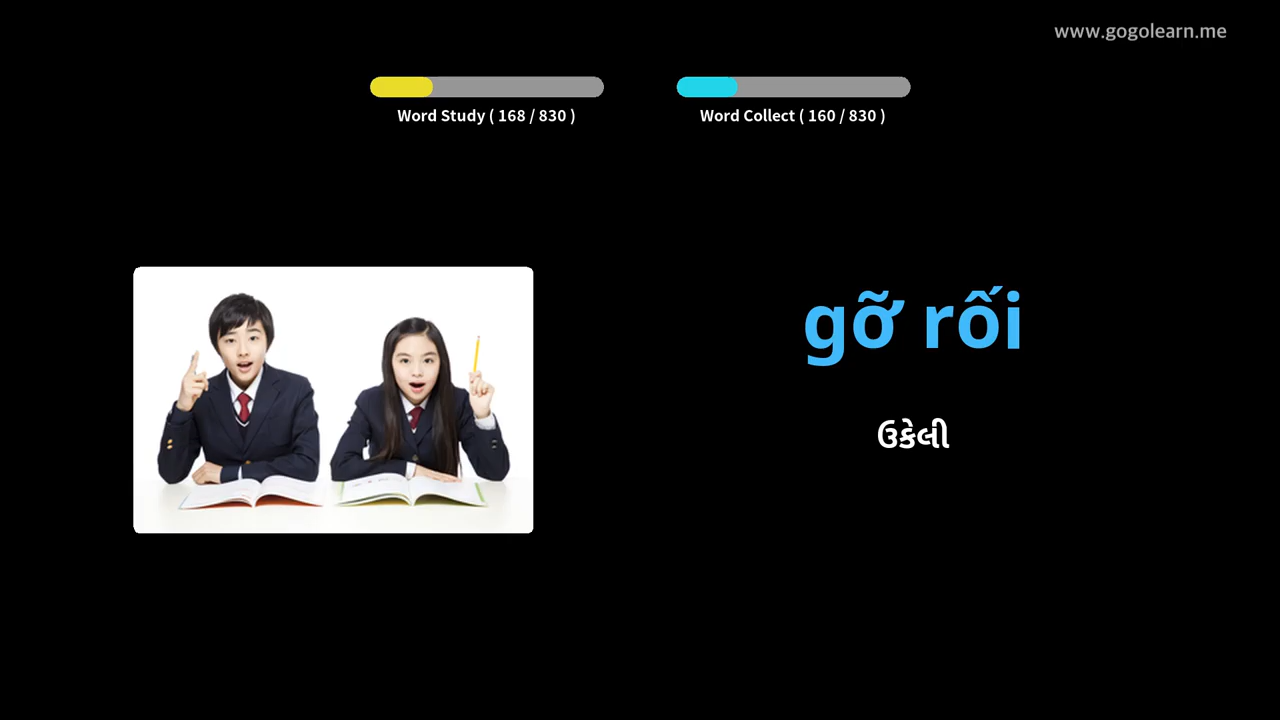 www.gogolearn.me
Word Study ( 168 / 830 )
Word Collect ( 160 / 830 )
gỡ rối
ઉકેલી